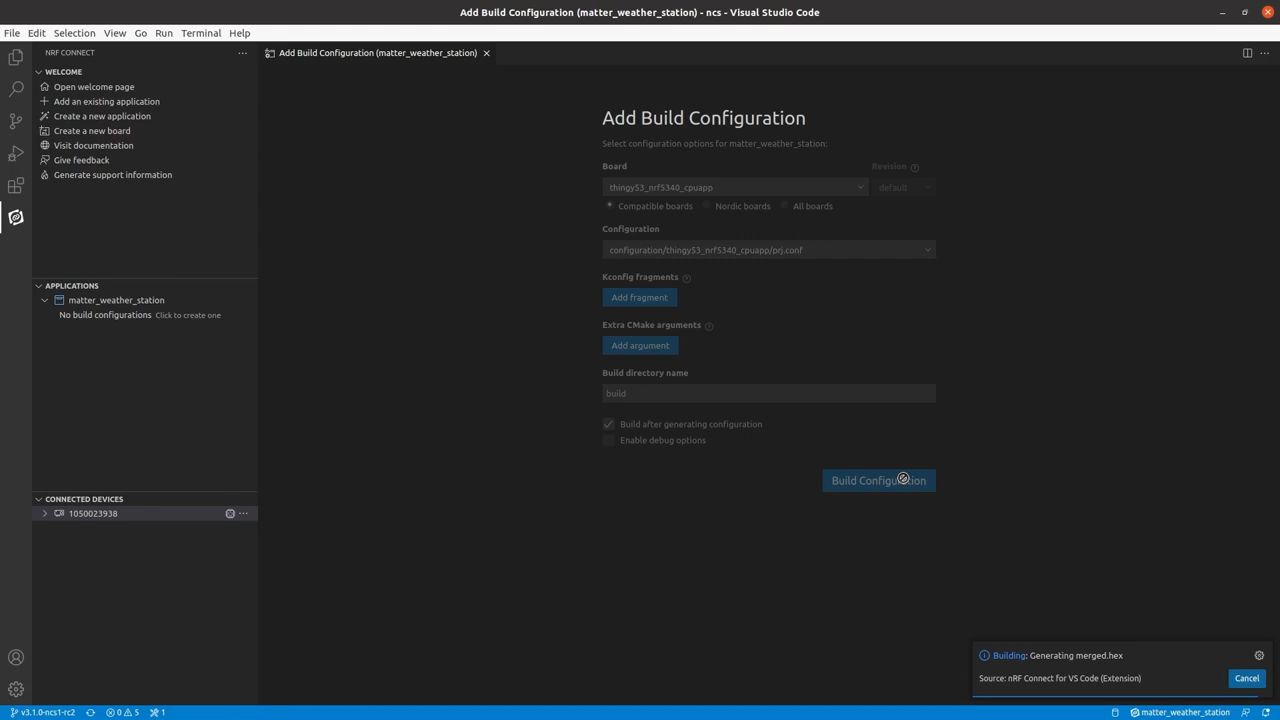 Add Build Configuration (matter_weather_station) - ncs - Visual Studio Code
File Edit Selection View Go Run Terminal Help
NRF CONNECT
Add Build Configuration (matter_weather_station)
WELCOME
Open welcome page
Add an existing application
Create a new application
Create a new board
Visit documentation
Give feedback
Generate support information
APPLICATIONS
matter_weather_station
No build configurations Click to create one
CONNECTED DEVICES
1050023938
Add Build Configuration
Select configuration options for matter_weather_station:
Board Revision
thingy53_nrf5340_cpuapp default
Compatible boards Nordic boards All boards
Configuration
configuration/thingy53_nrf5340_cpuapp/prj.conf
Kconfig fragments
Add fragment
Extra CMake arguments
Add argument
Build directory name
build
Build after generating configuration
Enable debug options
Build Configuration
Building: Generating merged.hex
Source: nRF Connect for VS Code (Extension) Cancel
v3.1.0-ncs1-rc2 0 5 1 matter_weather_station